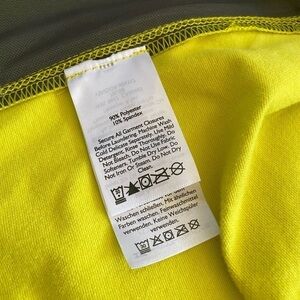 90% Polyester
10% Spandex
Secure All Garment Closures
Before Laundering. Machine Wash
Cold Delicate Separately. Use Mild
Detergent. Rinse Thoroughly. Do
Not Bleach. Do Not Use Fabric
Softeners. Tumble Dry Low. Do
Not Iron Or Steam. Do Not Dry
Clean.
Waschen schließen. Mit ähnlichen
Farben waschen. Feinwaschmittel
verwenden. Keine Weichspüler